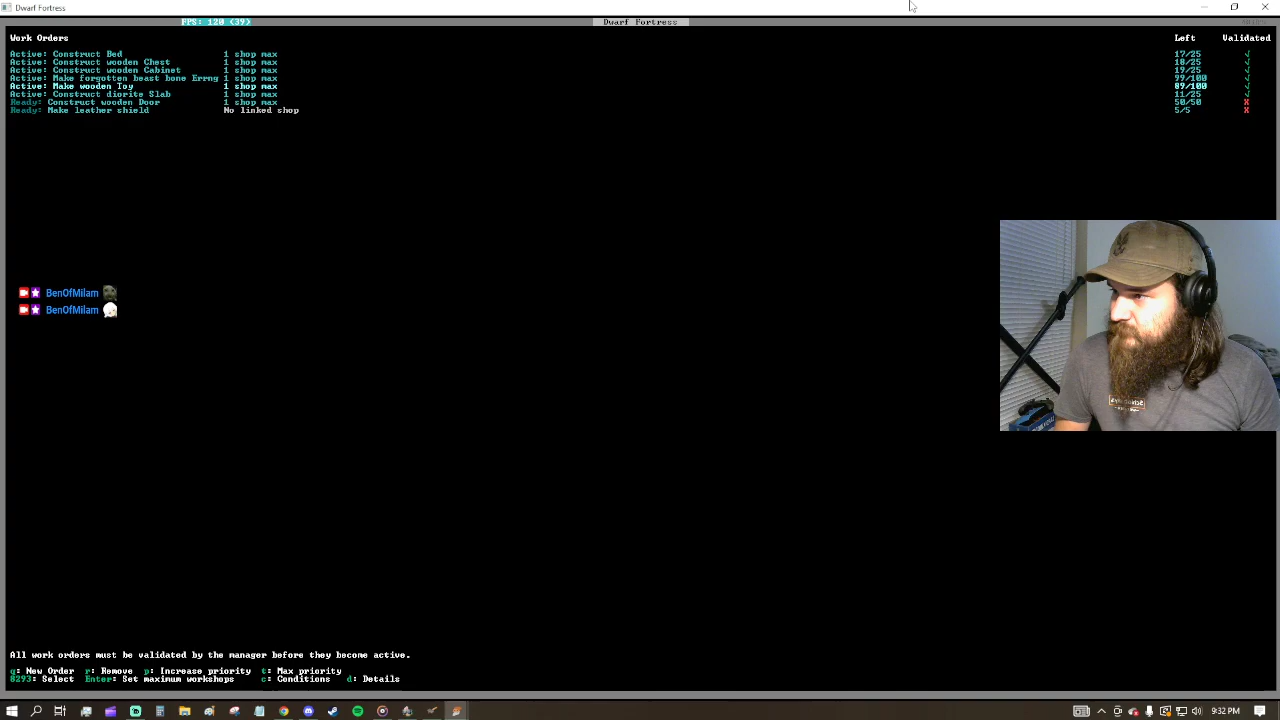 Dwarf Fortress
FPS: 120 (39)
Dwarf Fortress
Work Orders Left Validated
Active: Construct Bed 1 shop max 17/25 √
Active: Construct wooden Chest 1 shop max 18/25 √
Active: Construct wooden Cabinet 1 shop max 19/25 √
Active: Make forgotten beast bone Errng 1 shop max 99/100 √
Active: Make wooden Toy 1 shop max 89/100 √
Active: Construct diorite Slab 1 shop max 11/25 √
Ready: Construct wooden Door 1 shop max 50/50 X
Ready: Make leather shield No linked shop 5/5 X
BenOfMilam
BenOfMilam
All work orders must be validated by the manager before they become active.
q: New Order r: Remove p: Increase priority t: Max priority
8293: Select Enter: Set maximum workshops c: Conditions d: Details
9:32 PM